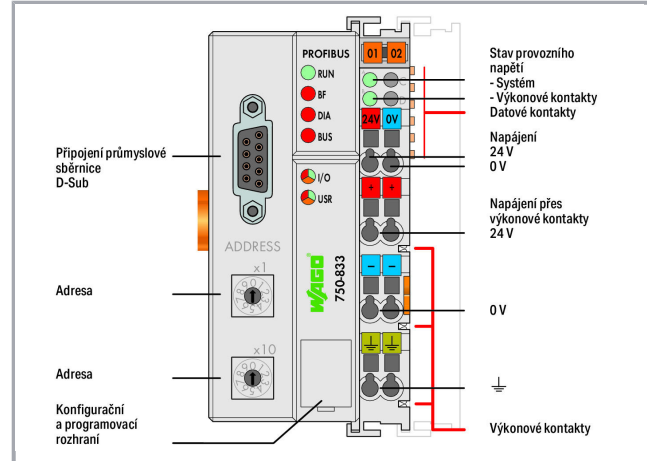 PROFIBUS
RUN
BF
DIA
BUS
I/O
USR
01 02
C
24V 0V
+ +
- -
ADDRESS
x1
x10
WAGO
750-833
Připojení průmyslové
sběrnice
D-Sub
Adresa
Adresa
Konfigurační
a programovací
rozhraní
Stav provozního
napětí
- Systém
- Výkonové kontakty
Datové kontakty
Napájení
24 V
0 V
Napájení přes
výkonové kontakty
24 V
0 V
Výkonové kontakty